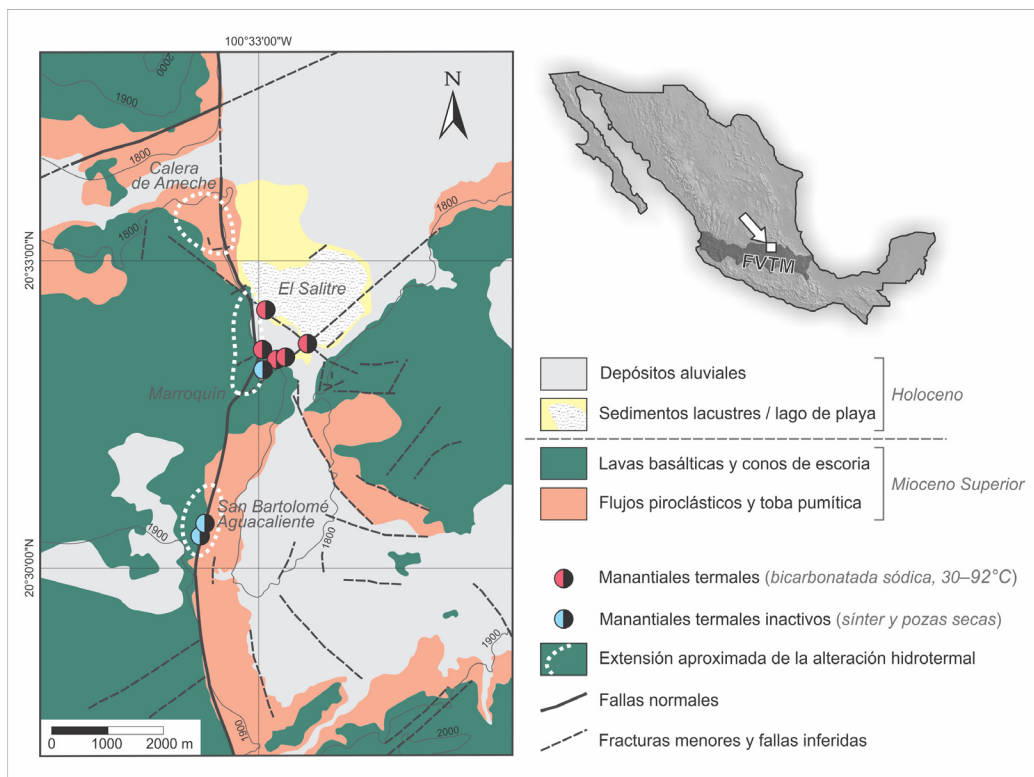 100°33'00"W
2000
1900
N
1800
Calera
de Ameche
1800
1800
20°33'00"N
El Salitre
Marroquín
San Bartolomé
Aguacaliente
1900
1800
20°30'00"N
1900
1900
2000
0 1000 2000 m
FVTM
Depósitos aluviales
Holoceno
Sedimentos lacustres / lago de playa
Lavas basálticas y conos de escoria
Mioceno Superior
Flujos piroclásticos y toba pumítica
Manantiales termales (bicarbonatada sódica, 30–92°C)
Manantiales termales inactivos (sínter y pozas secas)
Extensión aproximada de la alteración hidrotermal
Fallas normales
Fracturas menores y fallas inferidas